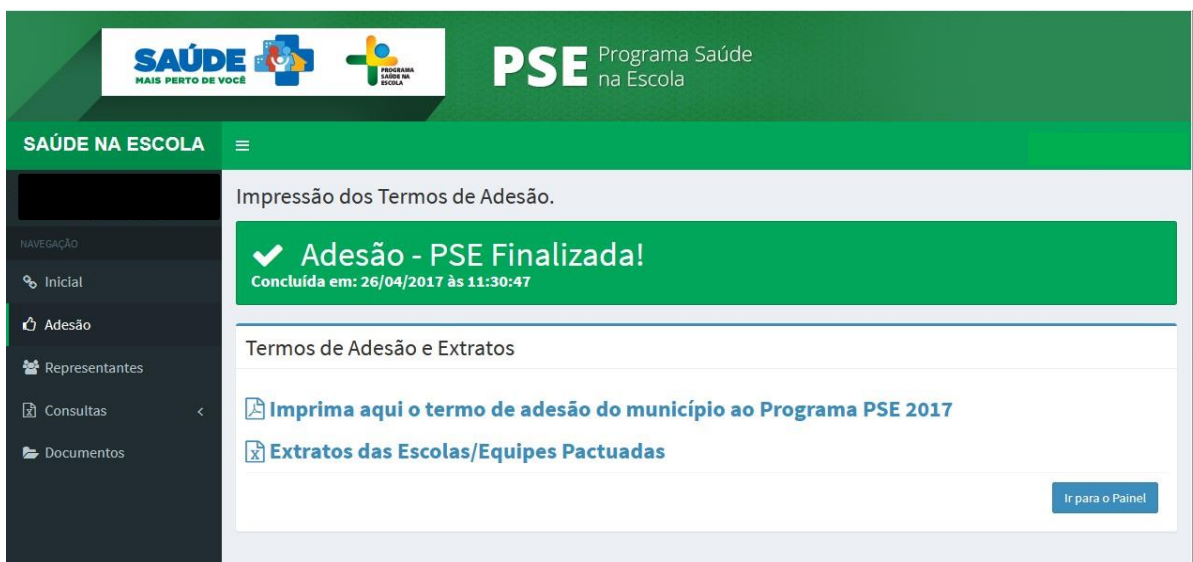 SAÚDE
MAIS PERTO DE VOCÊ
PROGRAMA
SAÚDE NA
ESCOLA
PSE Programa Saúde
na Escola
SAÚDE NA ESCOLA
Impressão dos Termos de Adesão.
NAVEGAÇÃO
Inicial
Adesão
Representantes
Consultas
Documentos
Adesão - PSE Finalizada!
Concluída em: 26/04/2017 às 11:30:47
Termos de Adesão e Extratos
Imprima aqui o termo de adesão do município ao Programa PSE 2017
Extratos das Escolas/Equipes Pactuadas
Ir para o Painel